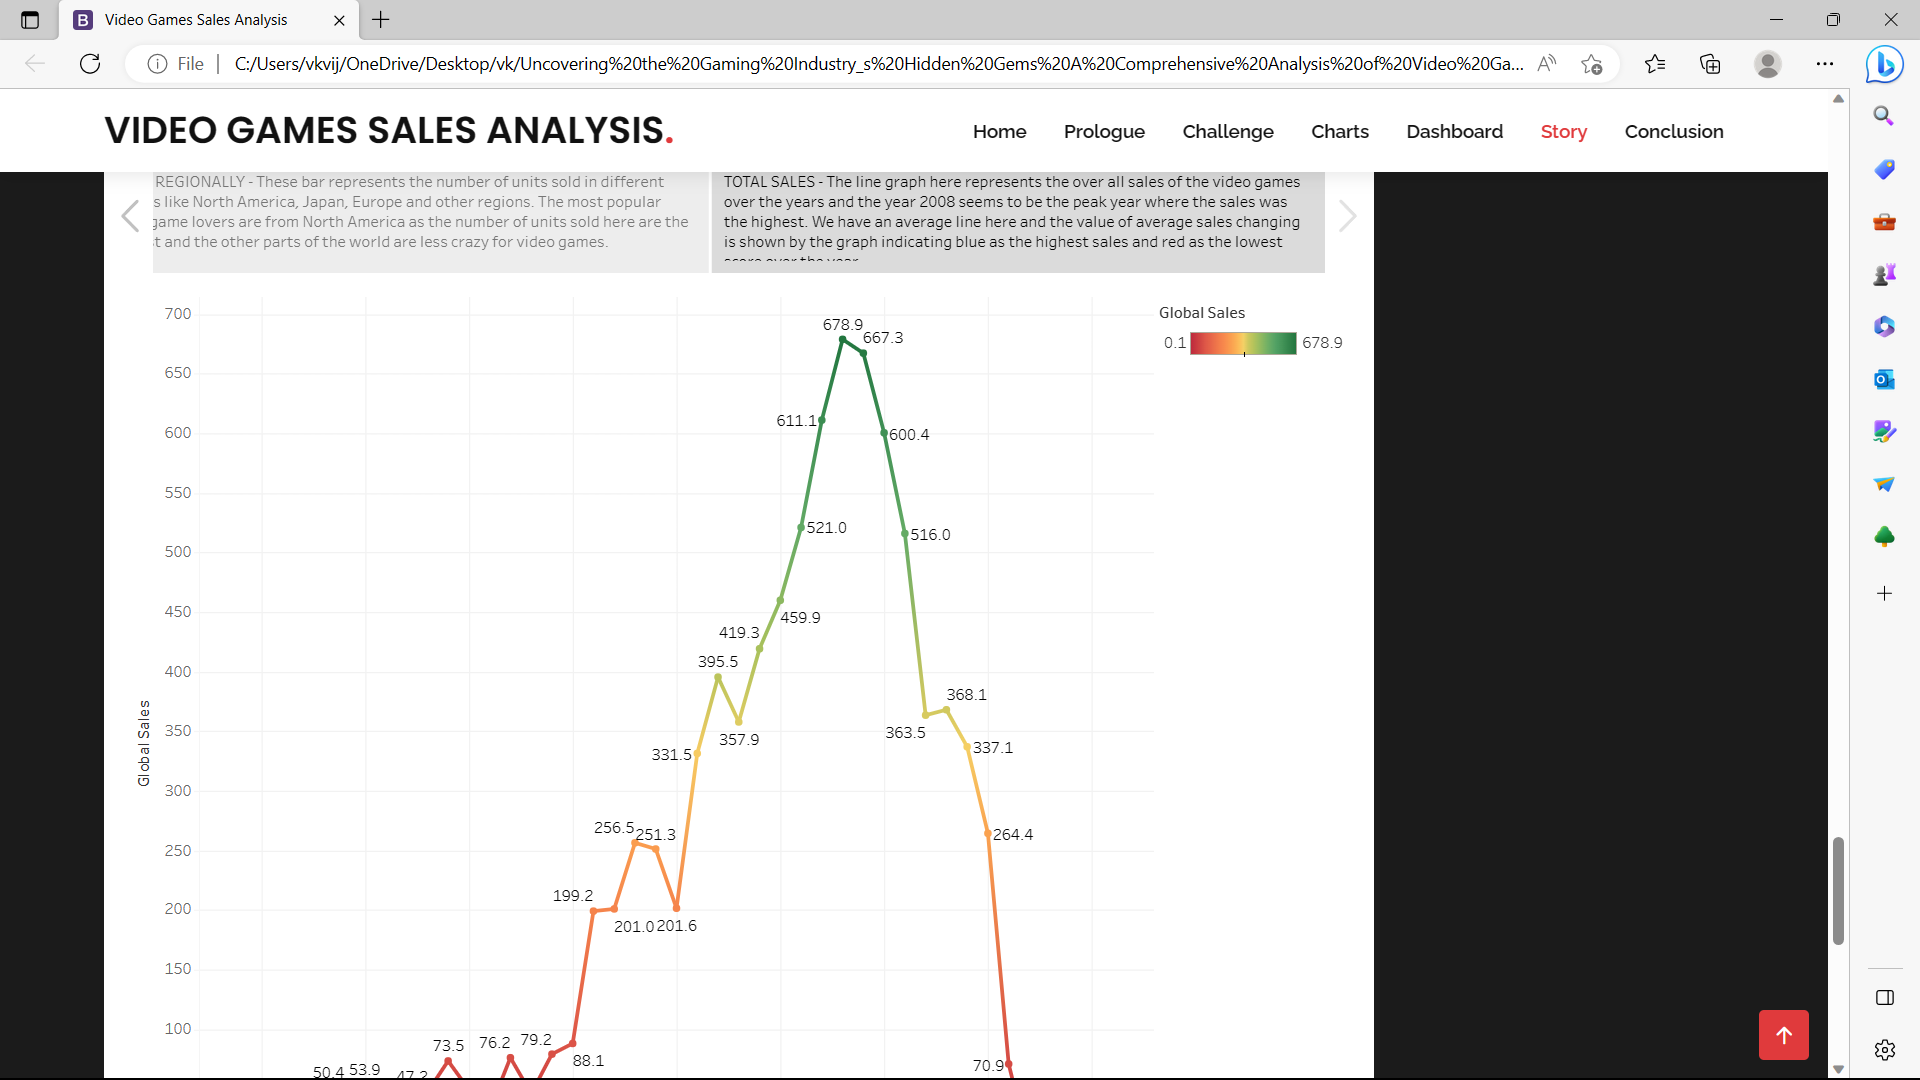 Video Games Sales Analysis
File
C:/Users/vkvij/OneDrive/Desktop/vk/Uncovering%20the%20Gaming%20Industry_s%20Hidden%20Gems%20A%20Comprehensive%20Analysis%20of%20Video%20Ga...
VIDEO GAMES SALES ANALYSIS.
Home Prologue Challenge Charts Dashboard Story Conclusion
REGIONALLY - These bar represents the number of units sold in different
s like North America, Japan, Europe and other regions. The most popular
game lovers are from North America as the number of units sold here are the
t and the other parts of the world are less crazy for video games.
TOTAL SALES - The line graph here represents the over all sales of the video games
over the years and the year 2008 seems to be the peak year where the sales was
the highest. We have an average line here and the value of average sales changing
is shown by the graph indicating blue as the highest sales and red as the lowest
score over the year
Global Sales
0.1 678.9
700
678.9
667.3
650
611.1
600
600.4
550
521.0
516.0
500
459.9
450
419.3
395.5
400
368.1
363.5
357.9
350
337.1
331.5
Global Sales
300
256.5
251.3
264.4
250
199.2
200
201.0
201.6
150
100
79.2
76.2
73.5
88.1
70.9
50.4
53.9
47.2